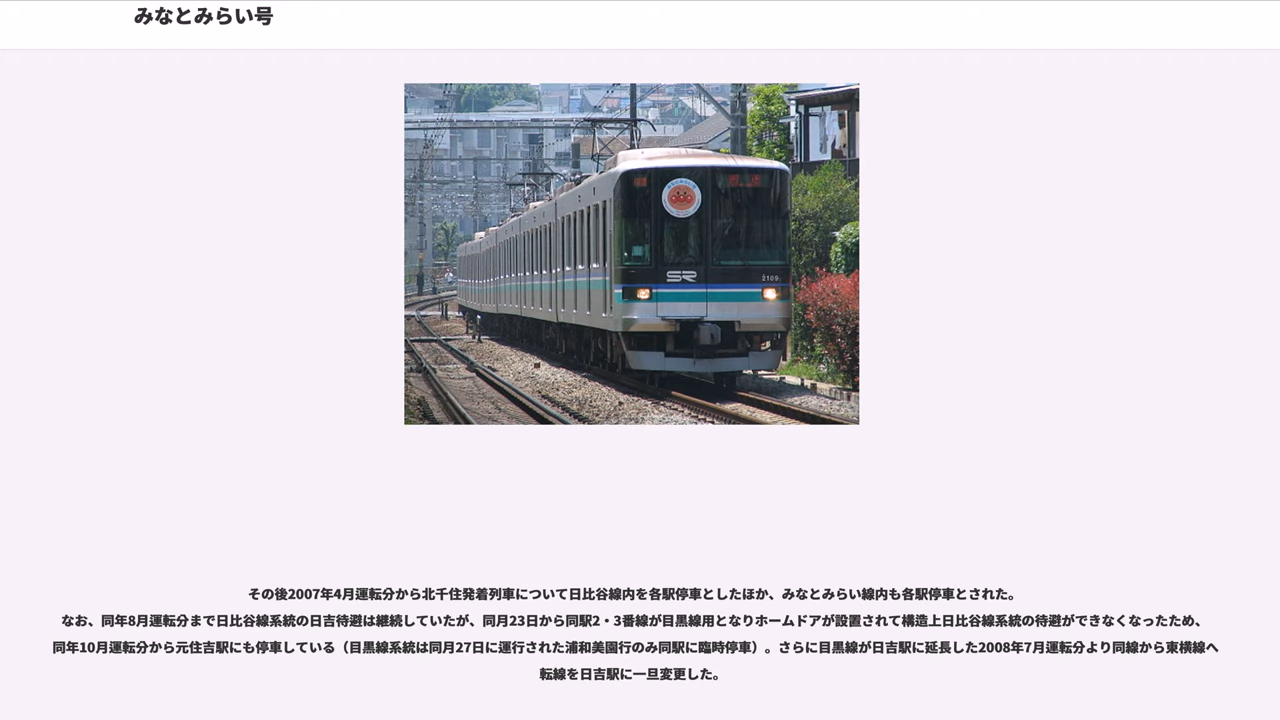 みなとみらい号
SR
2109
その後2007年4月運転分から北千住発着列車について日比谷線内を各駅停車としたほか、みなとみらい線内も各駅停車とされた。
なお、同年8月運転分まで日比谷線系統の日吉待避は継続していたが、同月23日から同駅2・3番線が目黒線用となりホームドアが設置されて構造上日比谷線系統の待避ができなくなったため、
同年10月運転分から元住吉駅にも停車している（目黒線系統は同月27日に運行された浦和美園行のみ同駅に臨時停車）。さらに目黒線が日吉駅に延長した2008年7月運転分より同線から東横線へ
転線を日吉駅に一旦変更した。